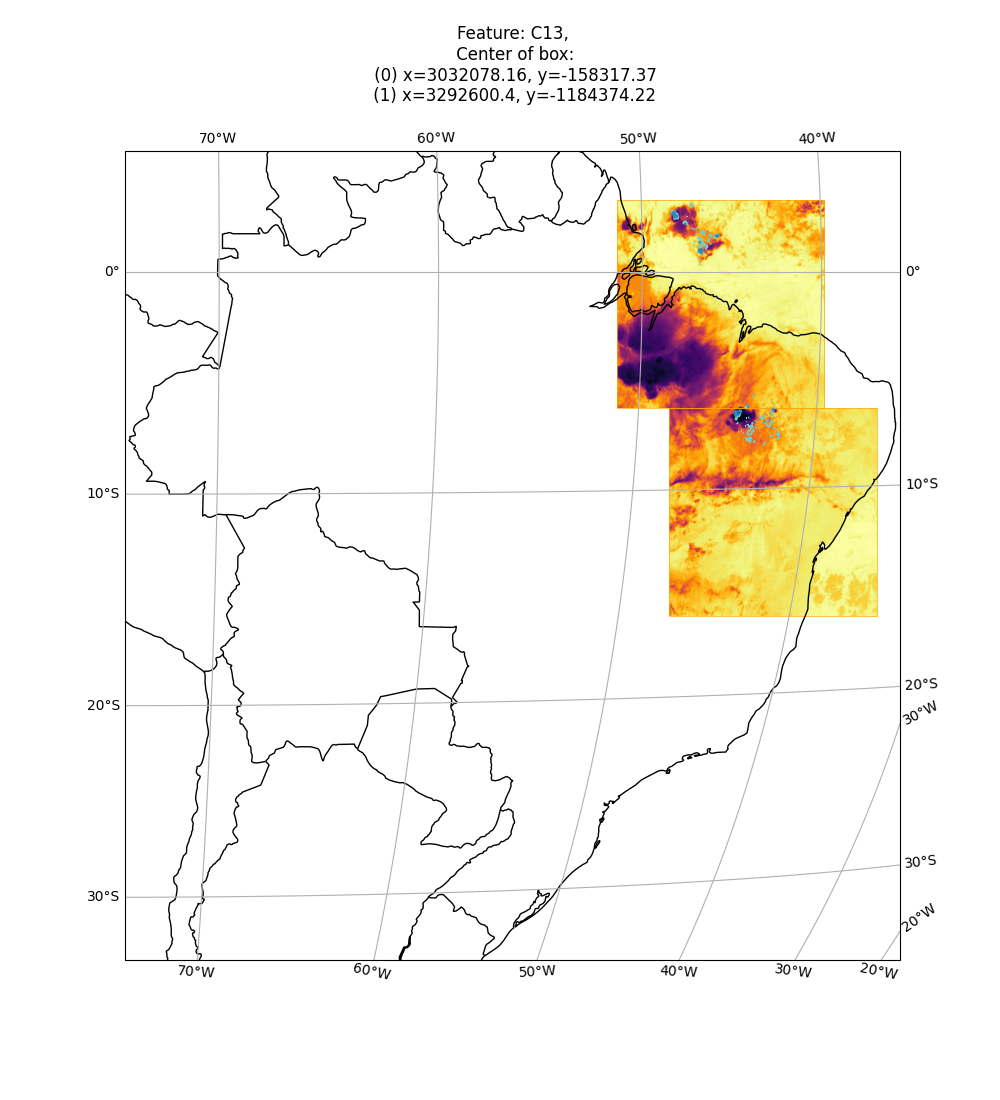 Feature: C13,
Center of box:
(0) x=3032078.16, y=-158317.37
(1) x=3292600.4, y=-1184374.22
70°W 60°W 50°W 40°W
0° 0°
10°S 10°S
20°S 20°S
30°W
30°S 30°S
20°W
70°W 60°W 50°W 40°W 30°W 20°W